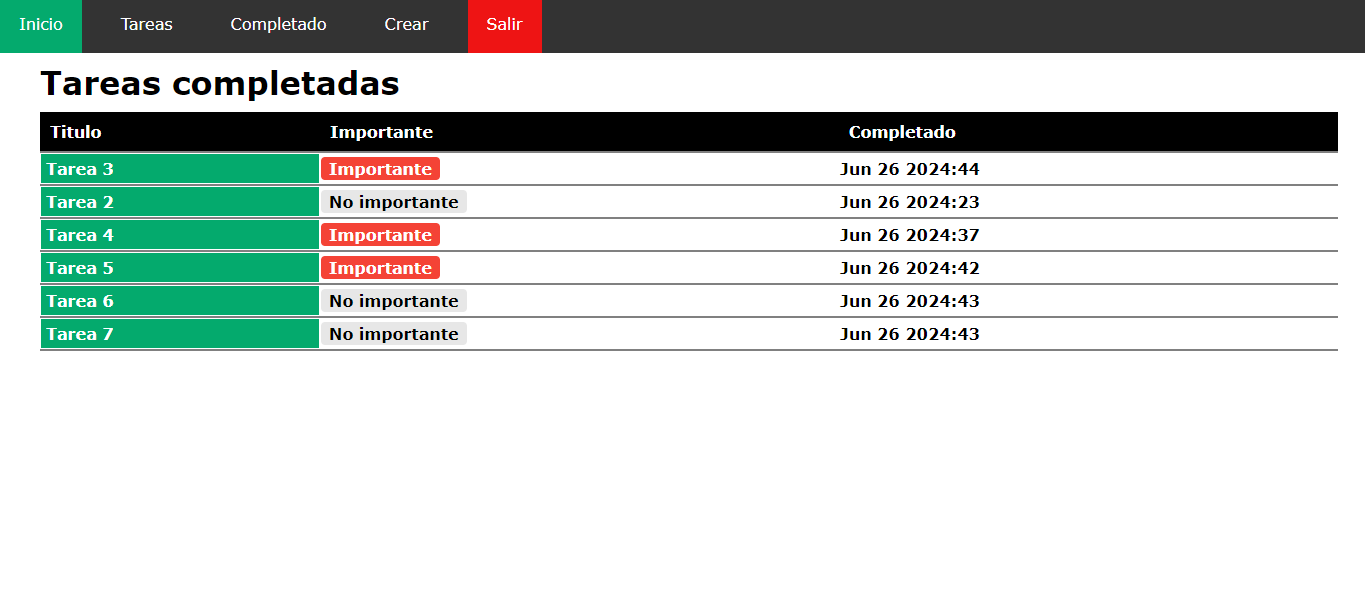 Inicio Tareas Completado Crear Salir
Tareas completadas
Titulo Importante Completado
Tarea 3 Importante Jun 26 2024:44
Tarea 2 No importante Jun 26 2024:23
Tarea 4 Importante Jun 26 2024:37
Tarea 5 Importante Jun 26 2024:42
Tarea 6 No importante Jun 26 2024:43
Tarea 7 No importante Jun 26 2024:43